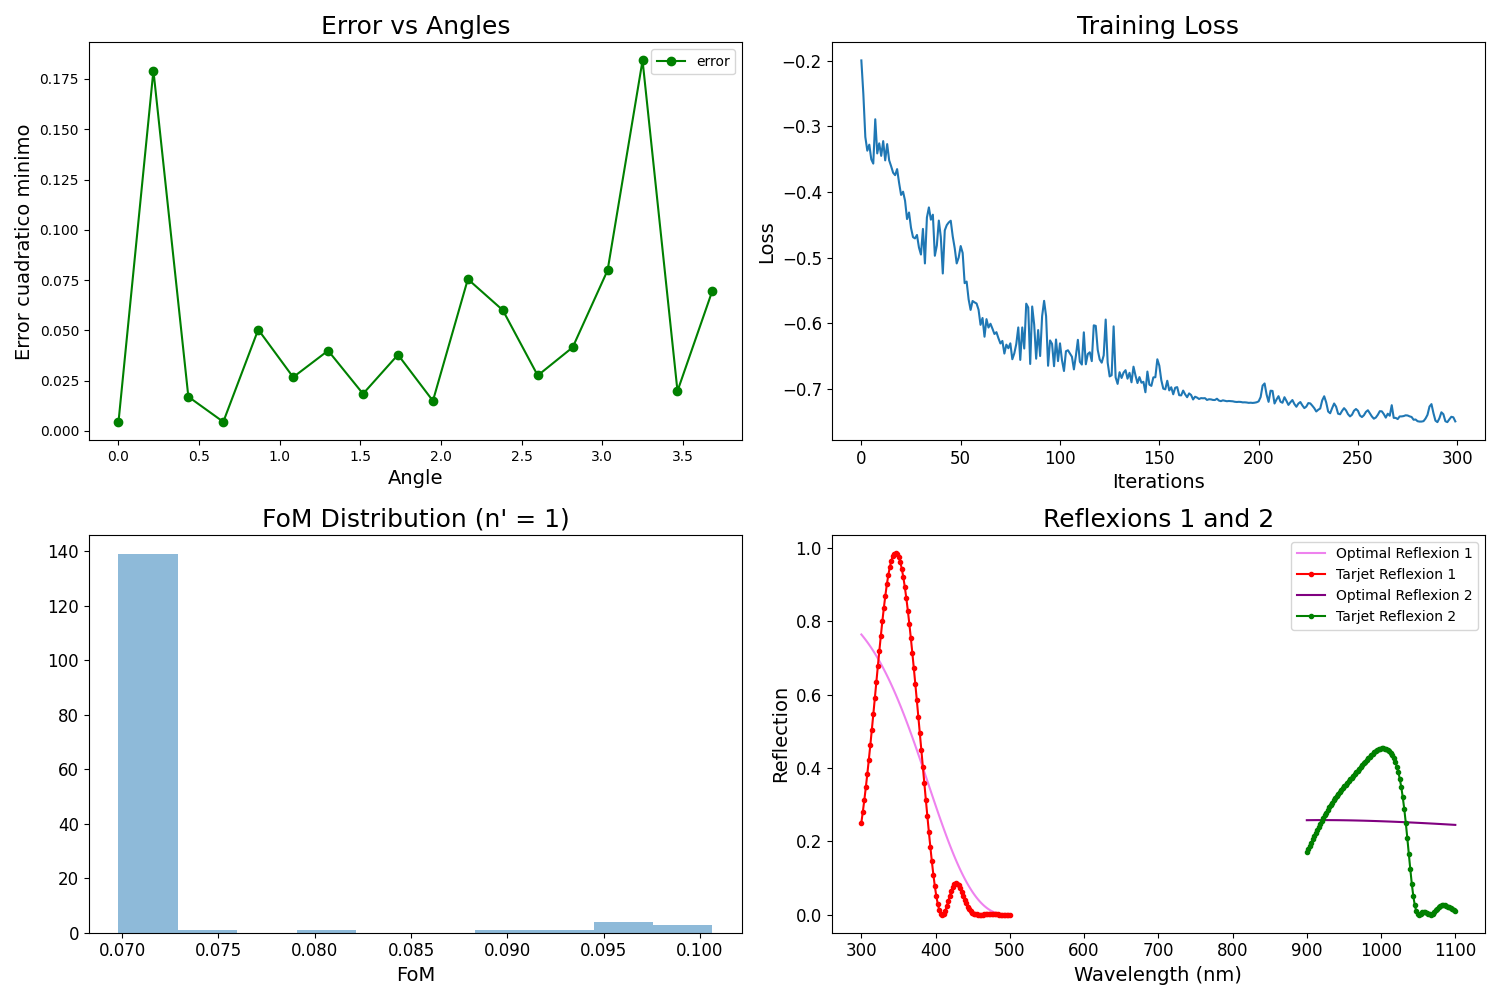 Error vs Angles
error
Error cuadratico minimo
0.175
0.150
0.125
0.100
0.075
0.050
0.025
0.000
0.0 0.5 1.0 1.5 2.0 2.5 3.0 3.5
Angle
Training Loss
Loss
−0.2
−0.3
−0.4
−0.5
−0.6
−0.7
0 50 100 150 200 250 300
Iterations
FoM Distribution (n' = 1)
140
120
100
80
60
40
20
0
0.070 0.075 0.080 0.085 0.090 0.095 0.100
FoM
Reflexions 1 and 2
Optimal Reflexion 1
Tarjet Reflexion 1
Optimal Reflexion 2
Tarjet Reflexion 2
Reflection
1.0
0.8
0.6
0.4
0.2
0.0
300 400 500 600 700 800 900 1000 1100
Wavelength (nm)